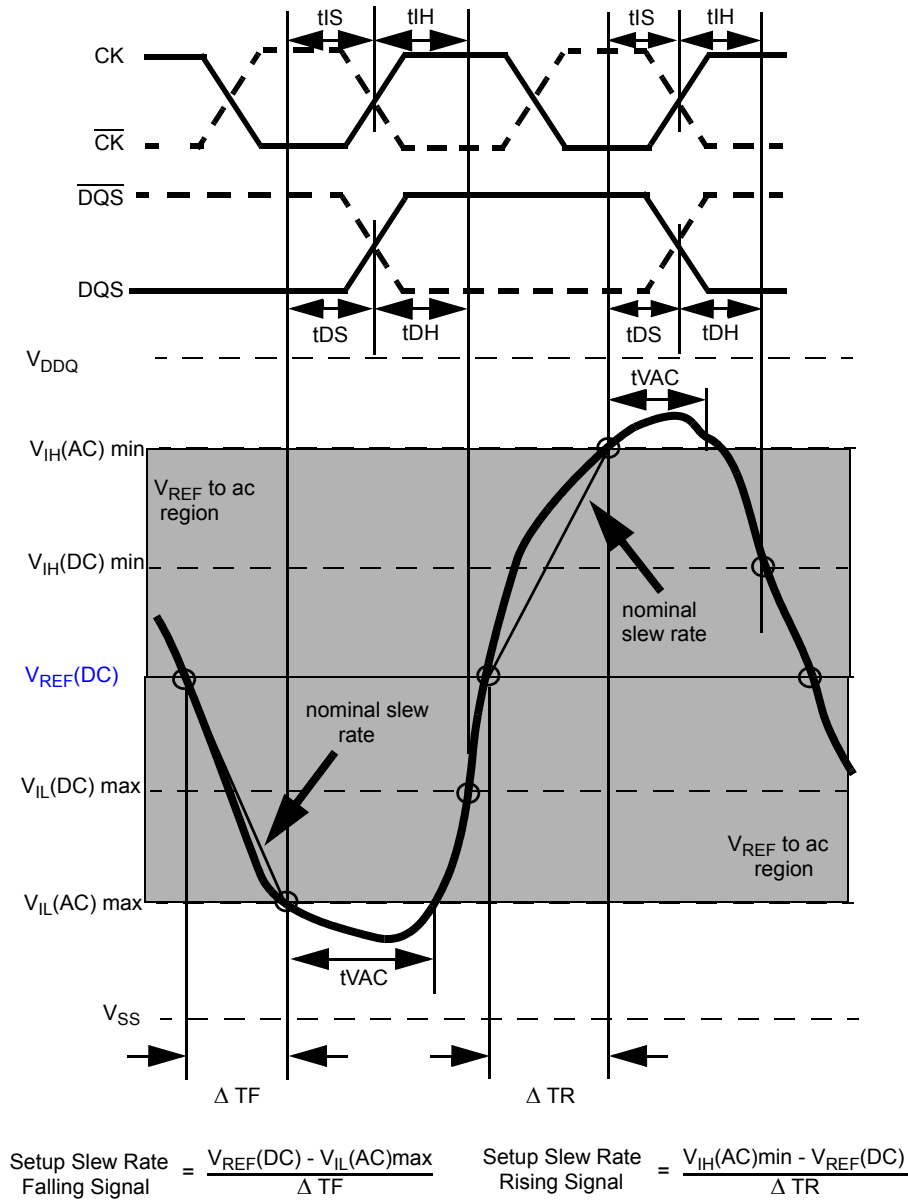 tIS tIH tIS tIH
CK
C̅K̅
D̅Q̅S̅
DQS
tDS tDH tDS tDH
VDDQ
tVAC
VIH(AC) min
VREF to ac
region
VIH(DC) min
nominal
slew rate
VREF(DC)
nominal slew
rate
VIL(DC) max
VREF to ac
region
VIL(AC) max
tVAC
VSS
Δ TF Δ TR
Setup Slew Rate
Falling Signal
=
VREF(DC) - VIL(AC)max
Δ TF
Setup Slew Rate
Rising Signal
=
VIH(AC)min - VREF(DC)
Δ TR